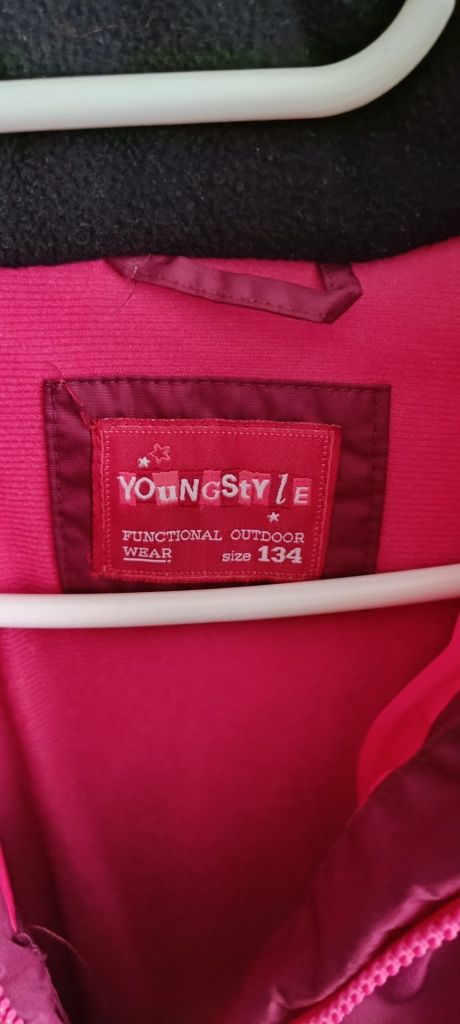 YOuNGStYlE
FUNCTIONAL OUTDOOR
WEAR size 134